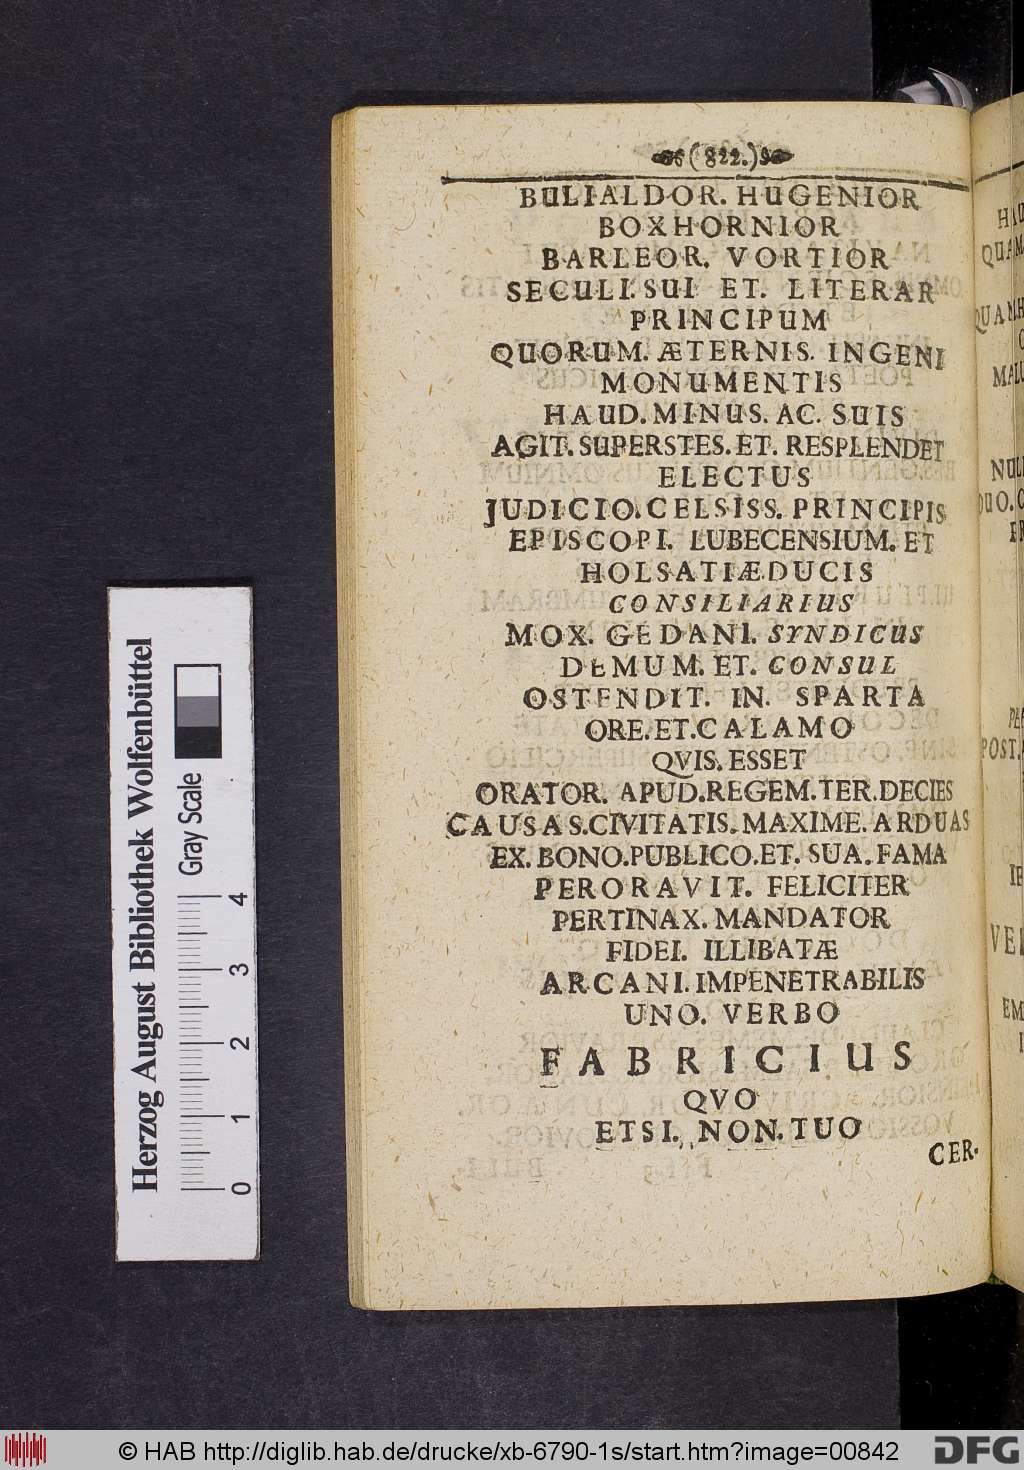 (822.)
BULIALDOR. HUGENIOR
BOXHORNIOR
BARLEOR. VORTIOR
SECULI. SUI ET. LITERAR
PRINCIPUM
QUORUM. ÆTERNIS. INGENI
MONUMENTIS
HAUD. MINUS. AC. SUIS
AGIT. SUPERSTES. ET. RESPLENDET
ELECTUS
JUDICIO. CELSISS. PRINCIPIS
EPISCOPI. LUBECENSIUM. ET
HOLSATIÆ DUCIS
CONSILIARIUS
MOX. GEDANI. SYNDICUS
DEMUM. ET. CONSUL
OSTENDIT. IN. SPARTA
ORE. ET. CALAMO
QVIS. ESSET
ORATOR. APUD. REGEM. TER. DECIES
CAUSAS. CIVITATIS. MAXIME. ARDUAS
EX. BONO. PUBLICO. ET. SUA. FAMA
PERORAVIT. FELICITER
PERTINAX. MANDATOR
FIDEI. ILLIBATÆ
ARCANI. IMPENETRABILIS
UNO. VERBO
FABRICIUS
QVO
ETSI. NON. TUO
CER-
Herzog August Bibliothek Wolfenbüttel
Gray Scale
0 1 2 3 4
© HAB http://diglib.hab.de/drucke/xb-6790-1s/start.htm?image=00842
DFG